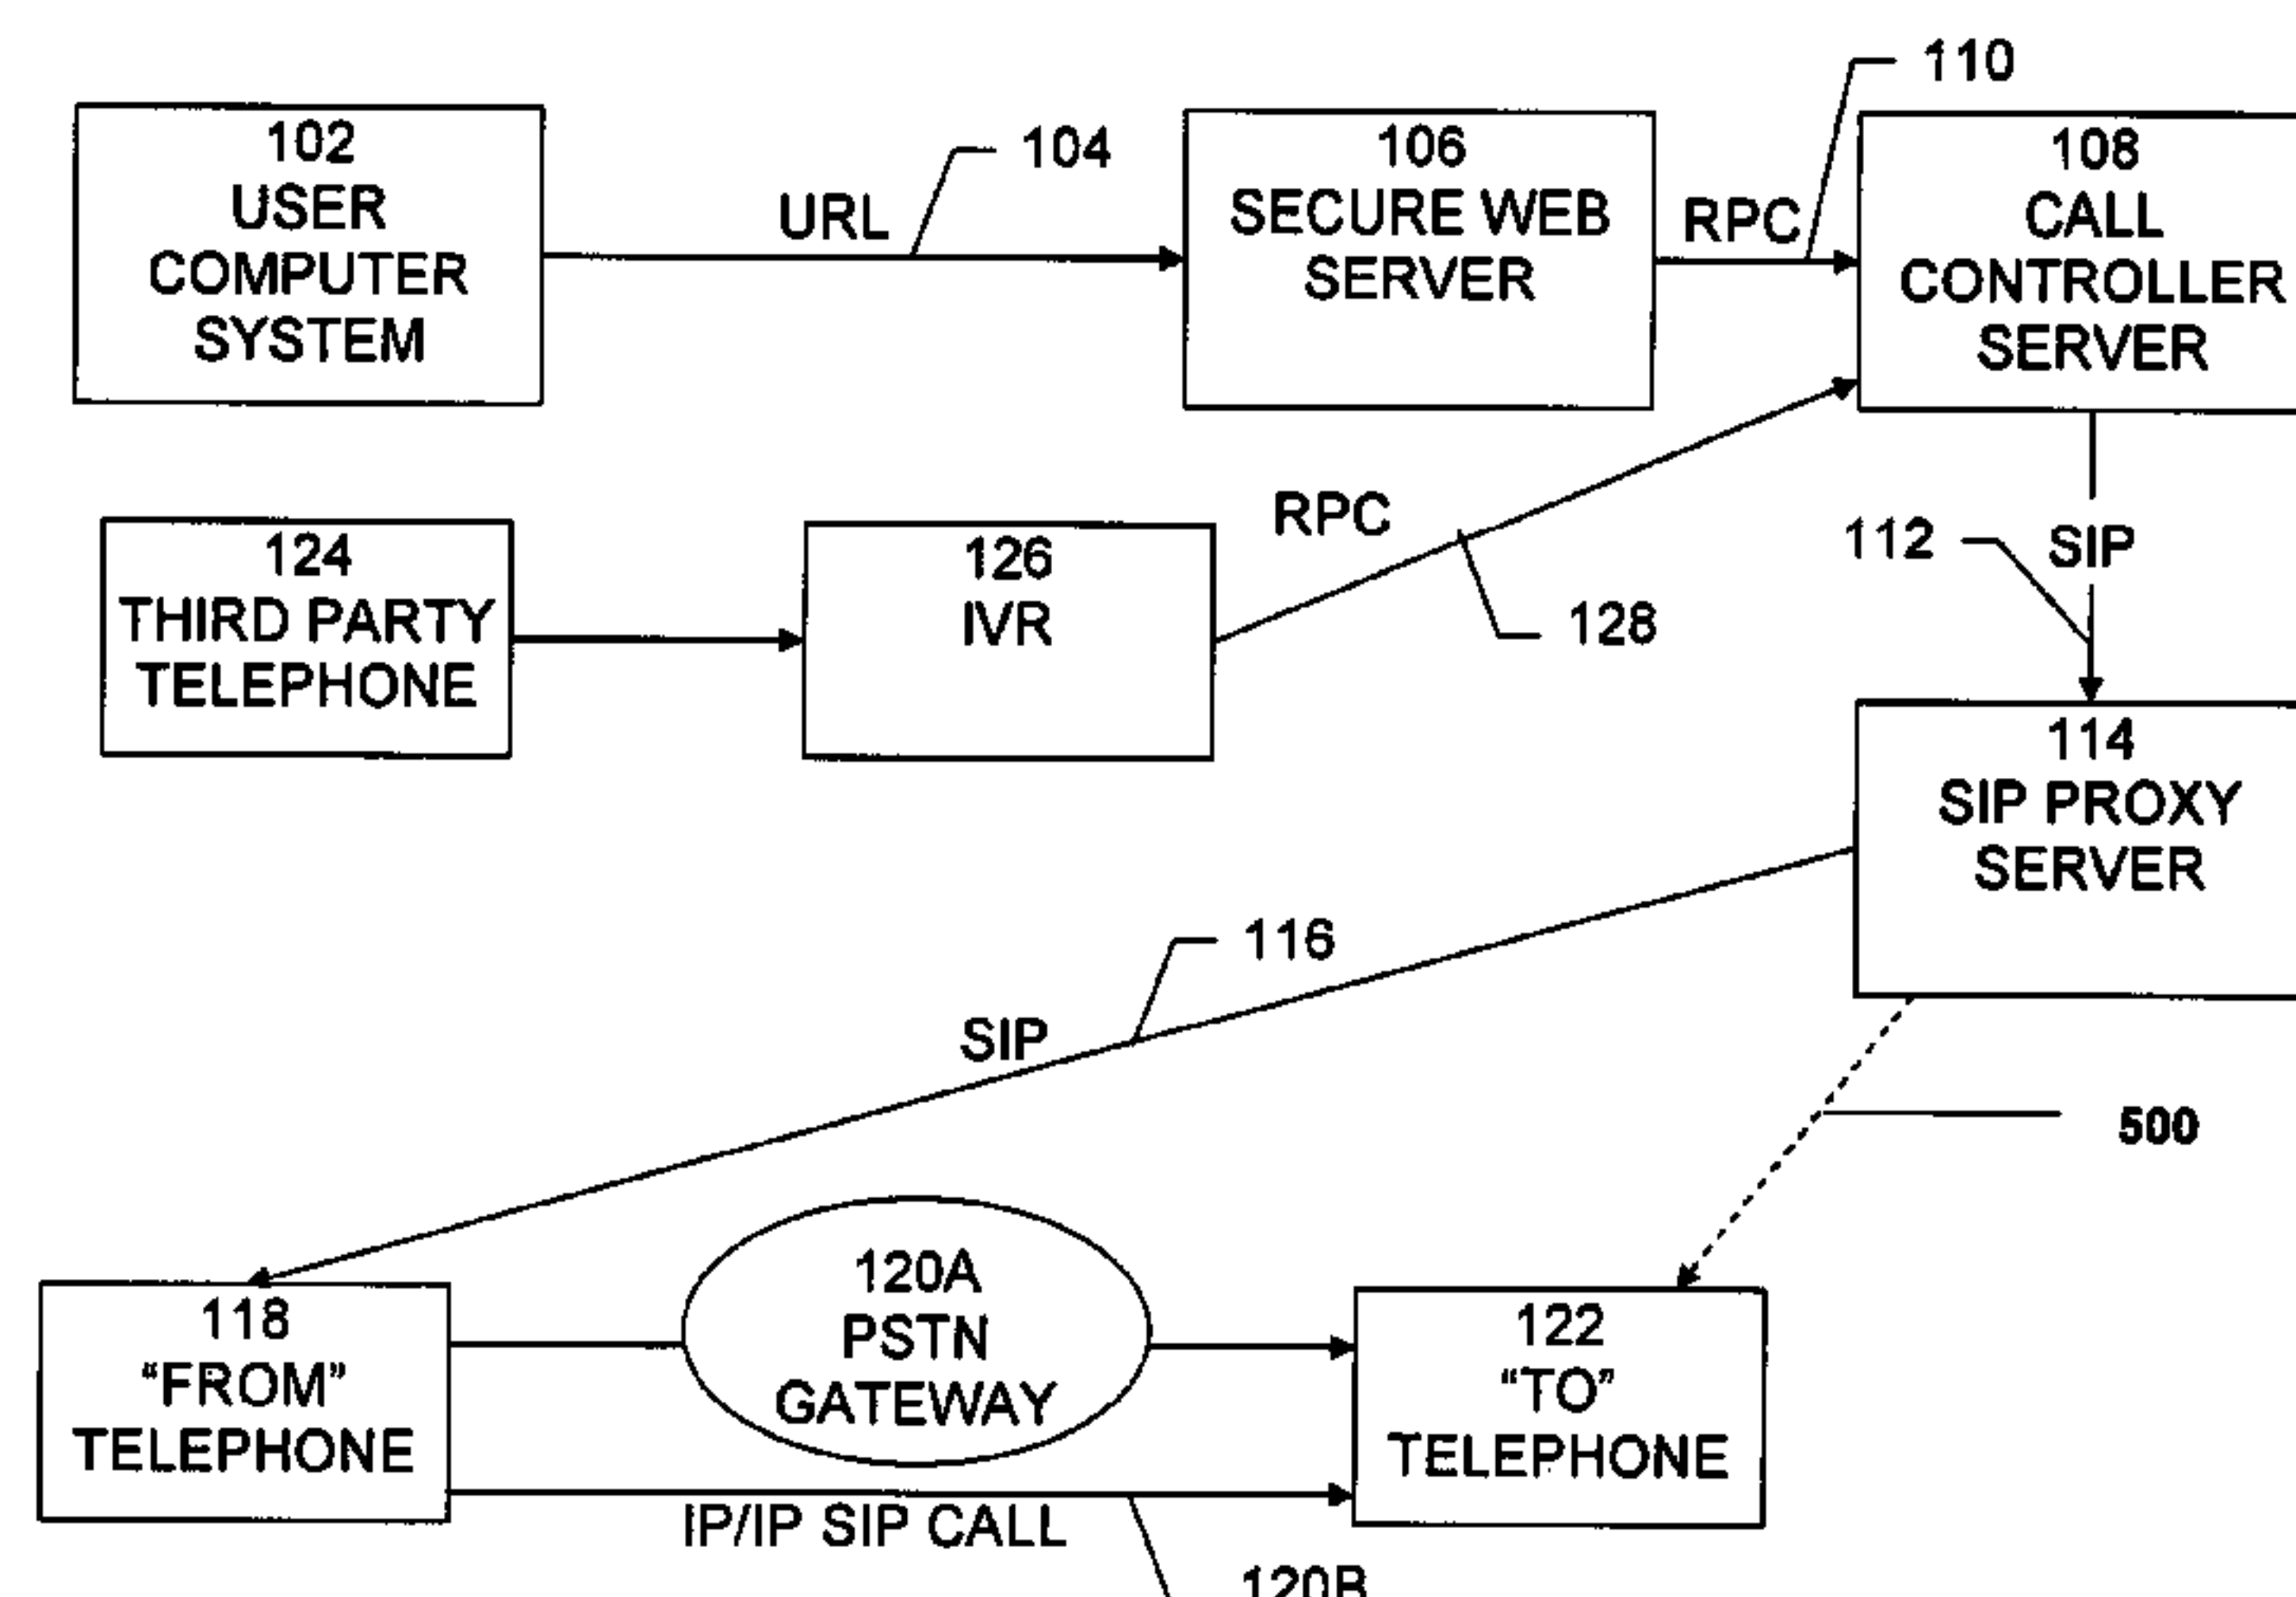 110
102
USER
COMPUTER
SYSTEM
URL
104
106
SECURE WEB
SERVER
RPC
108
CALL
CONTROLLER
SERVER
124
THIRD PARTY
TELEPHONE
126
IVR
RPC
128
112
SIP
114
SIP PROXY
SERVER
116
SIP
500
118
“FROM”
TELEPHONE
120A
PSTN
GATEWAY
122
“TO”
TELEPHONE
IP/IP SIP CALL
120B